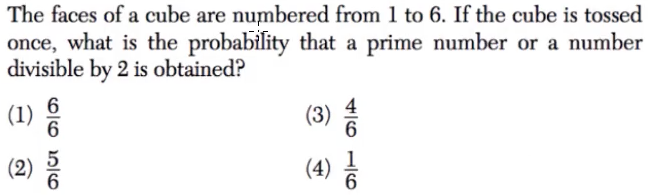 The faces of a cube are numbered from 1 to 6. If the cube is tossed
once, what is the probability that a prime number or a number
divisible by 2 is obtained?
(1) 6/6 (3) 4/6
(2) 5/6 (4) 1/6